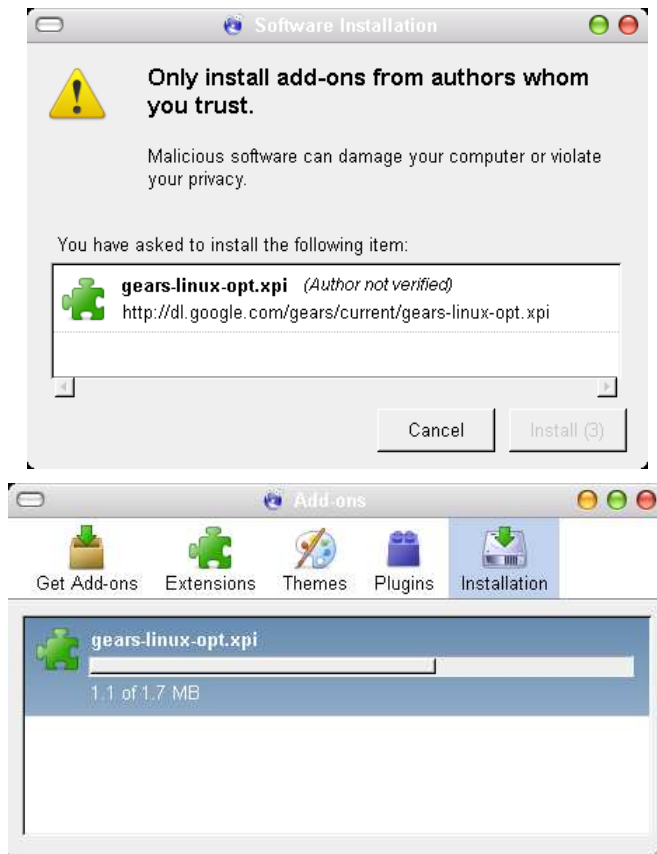 Software Installation
Only install add-ons from authors whom
you trust.
Malicious software can damage your computer or violate
your privacy.
You have asked to install the following item:
gears-linux-opt.xpi (Author not verified)
http://dl.google.com/gears/current/gears-linux-opt.xpi
Cancel Install (3)
Add-ons
Get Add-ons Extensions Themes Plugins Installation
gears-linux-opt.xpi
1.1 of 1.7 MB